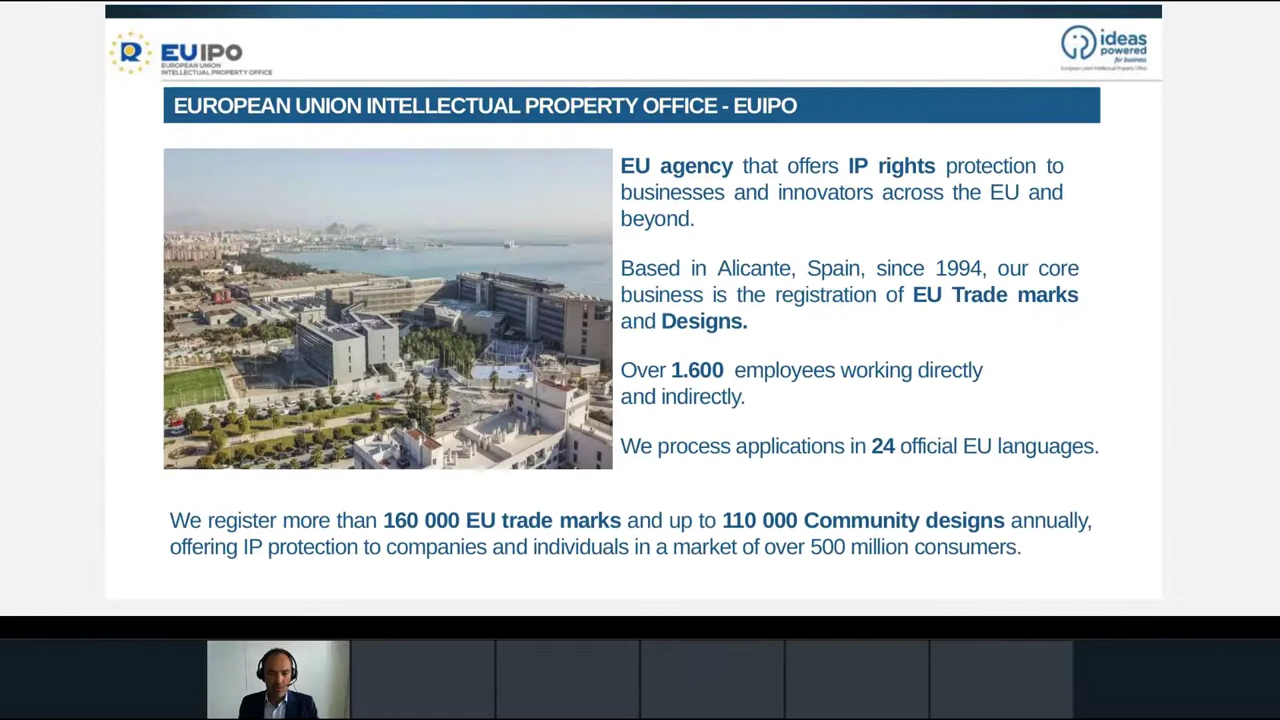 EUIPO
EUROPEAN UNION
INTELLECTUAL PROPERTY OFFICE
ideas
powered
for business
European Union Intellectual Property Office
EUROPEAN UNION INTELLECTUAL PROPERTY OFFICE - EUIPO
EU agency that offers IP rights protection to
businesses and innovators across the EU and
beyond.
Based in Alicante, Spain, since 1994, our core
business is the registration of EU Trade marks
and Designs.
Over 1.600 employees working directly
and indirectly.
We process applications in 24 official EU languages.
We register more than 160 000 EU trade marks and up to 110 000 Community designs annually,
offering IP protection to companies and individuals in a market of over 500 million consumers.